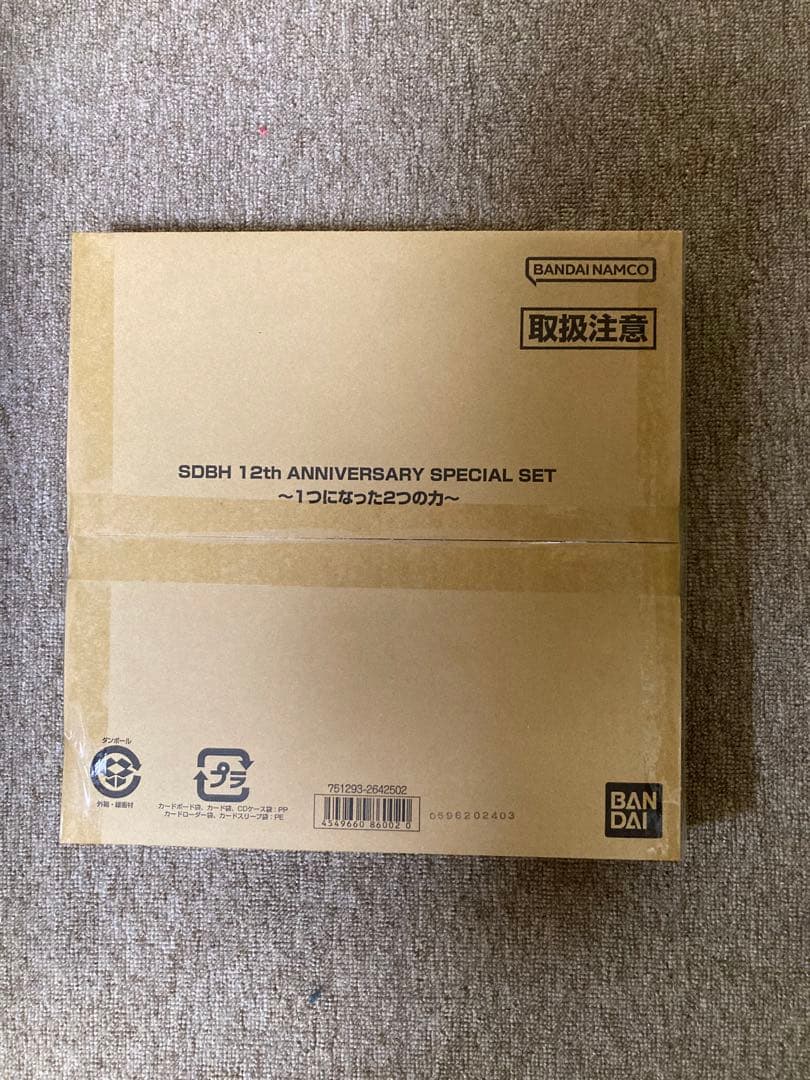 BANDAI NAMCO
取扱注意
SDBH 12th ANNIVERSARY SPECIAL SET
～1つになった2つの力～
ダンボール
外箱・緩衝材
プラ
カードボード袋、カード袋、CDケース袋：PP
カードローダー袋、カードスリーブ袋：PE
751293-2642502
4549660 86002 0
0596202403
BAN
DAI